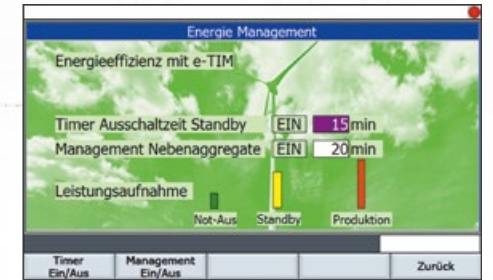 Energie Management
Energieeffizienz mit e-TIM
Timer Ausschaltzeit Standby EIN 15 min
Management Nebenaggregate EIN 20 min
Leistungsaufnahme
Not-Aus Standby Produktion
Timer Ein/Aus Management Ein/Aus Zurück